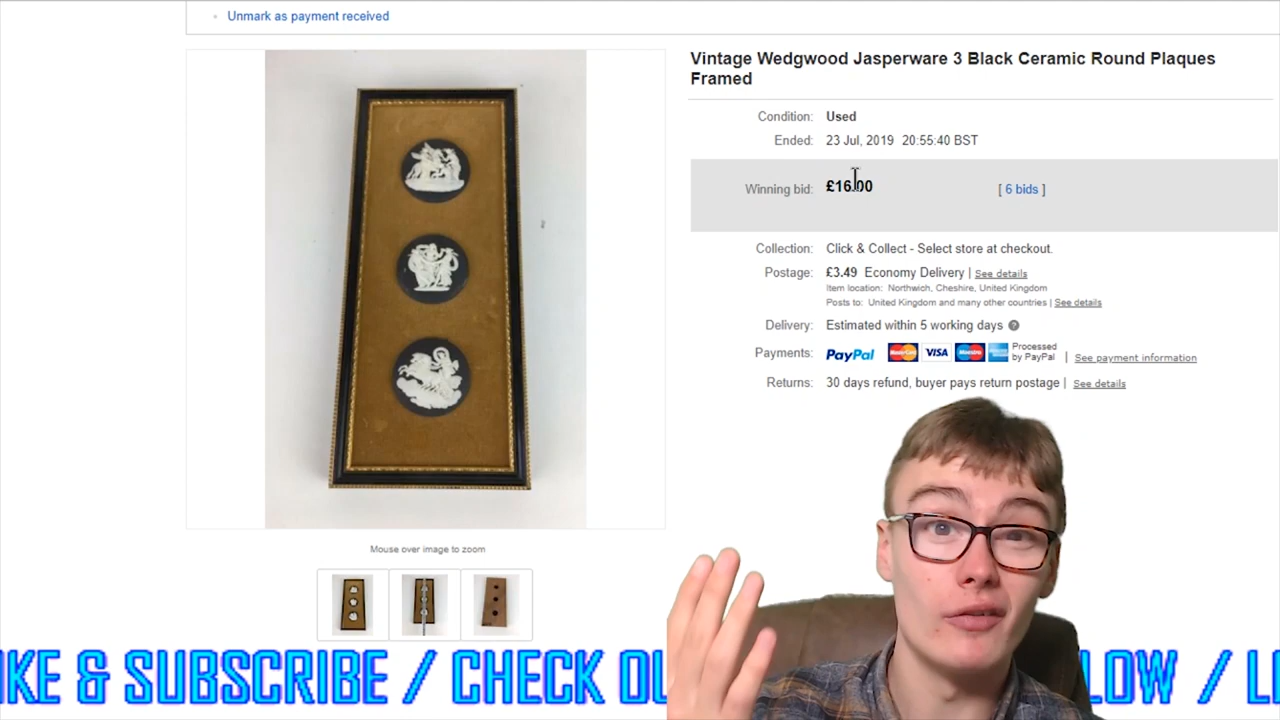 Unmark as payment received
Vintage Wedgwood Jasperware 3 Black Ceramic Round Plaques
Framed
Condition: Used
Ended: 23 Jul, 2019 20:55:40 BST
Winning bid: £16.00 [ 6 bids ]
Collection: Click & Collect - Select store at checkout.
Postage: £3.49 Economy Delivery | See details
Item location: Northwich, Cheshire, United Kingdom
Posts to: United Kingdom and many other countries | See details
Delivery: Estimated within 5 working days ?
Payments: PayPal MasterCard VISA Maestro Processed
by PayPal | See payment information
Returns: 30 days refund, buyer pays return postage | See details
Mouse over image to zoom
IKE & SUBSCRIBE / CHECK OU LOW / LI